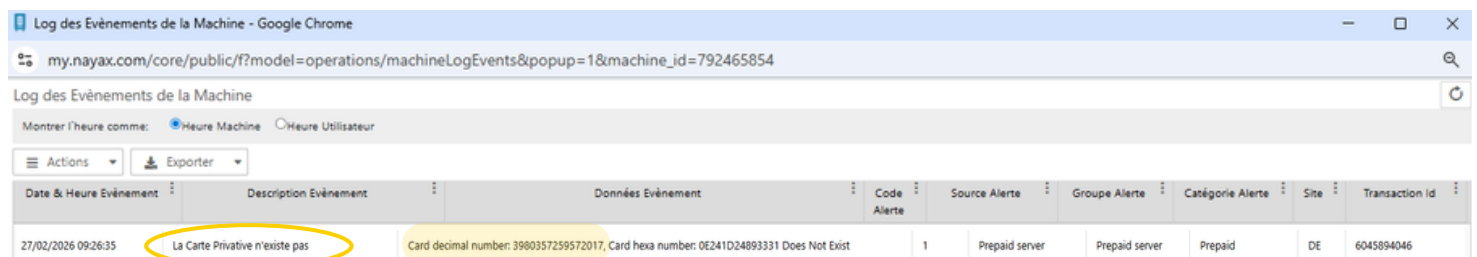 Log des Evènements de la Machine - Google Chrome
my.nayax.com/core/public/f?model=operations/machineLogEvents&popup=1&machine_id=792465854
Log des Evènements de la Machine
Montrer l'heure comme: Heure Machine Heure Utilisateur
Actions Exporter
Date & Heure Evènement Description Evènement Données Evènement Code Alerte Source Alerte Groupe Alerte Catégorie Alerte Site Transaction Id
27/02/2026 09:26:35 La Carte Privative n'existe pas Card decimal number: 3980357259572017, Card hexa number: 0E241D24893331 Does Not Exist 1 Prepaid server Prepaid server Prepaid DE 6045894046